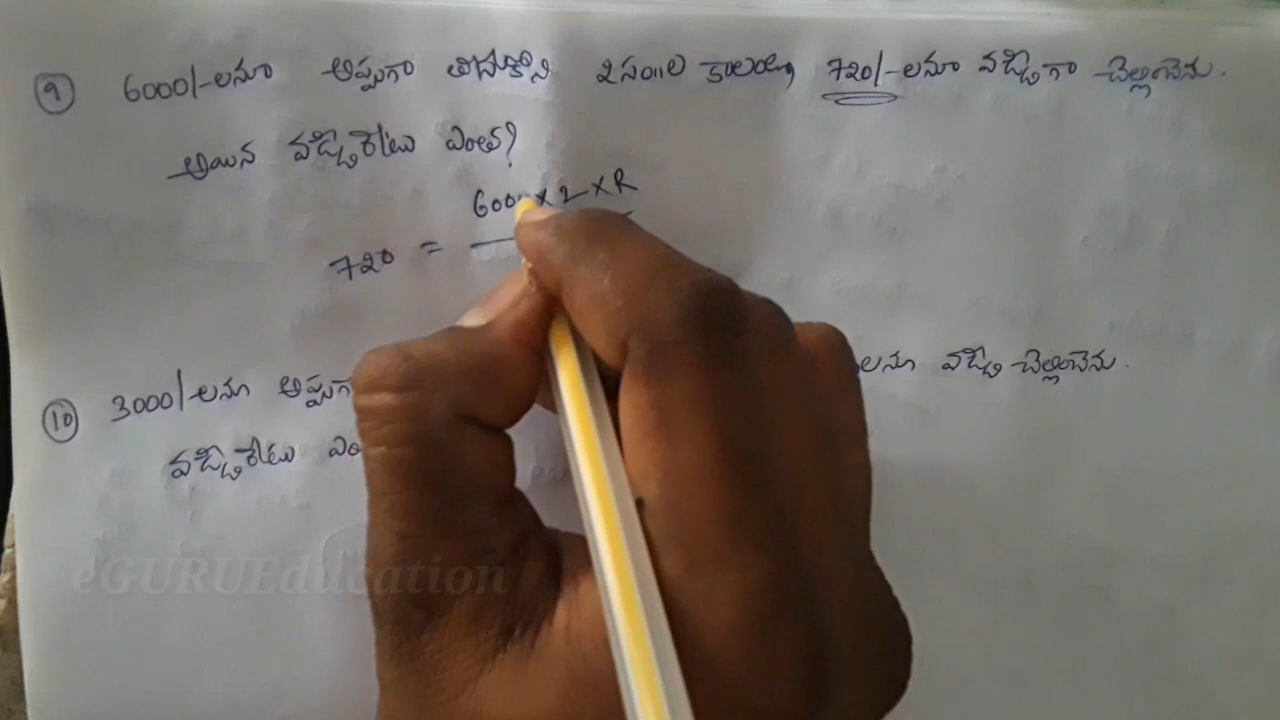 9 6000/-లనూ అప్పుగా తీసుకొని 2సం॥ల కాలంలో 720/-లనూ వడ్డీగా చెల్లించెను.
అయిన వడ్డీరేటు ఎంత?
600 × 2 × R
720 =
10 3000/-లనూ అప్పుగా లనూ వడ్డీ చెల్లించెను.
వడ్డీరేటు ఎం
eGURUEducation